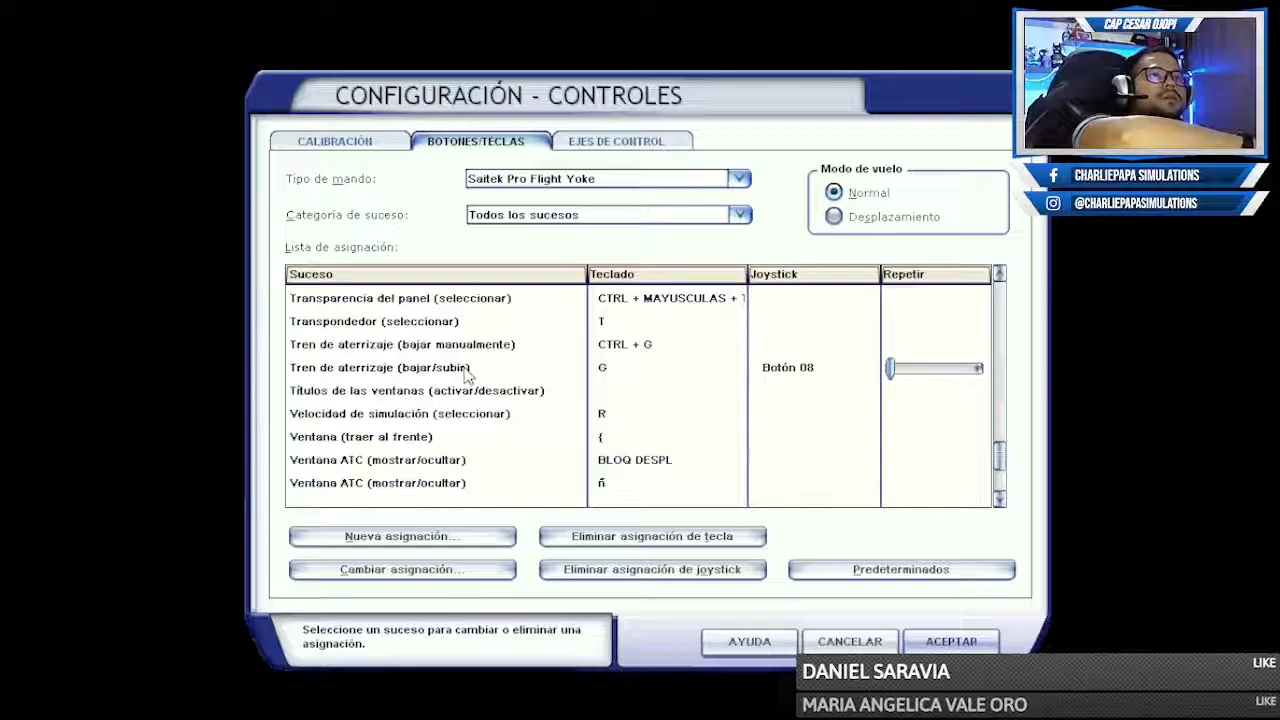 CAP CESAR OJOPI
CONFIGURACIÓN - CONTROLES
CALIBRACIÓN BOTONES/TECLAS EJES DE CONTROL
Tipo de mando: Saitek Pro Flight Yoke
Categoría de suceso: Todos los sucesos
Modo de vuelo
Normal
Desplazamiento
CHARLIEPAPA SIMULATIONS
@CHARLIEPAPASIMULATIONS
Lista de asignación:
Suceso Teclado Joystick Repetir
Transparencia del panel (seleccionar) CTRL + MAYUSCULAS +
Transpondedor (seleccionar) T
Tren de aterrizaje (bajar manualmente) CTRL + G
Tren de aterrizaje (bajar/subir) G Botón 08
Títulos de las ventanas (activar/desactivar)
Velocidad de simulación (seleccionar) R
Ventana (traer al frente) {
Ventana ATC (mostrar/ocultar) BLOQ DESPL
Ventana ATC (mostrar/ocultar) ñ
Nueva asignación... Eliminar asignación de tecla
Cambiar asignación... Eliminar asignación de joystick Predeterminados
Seleccione un suceso para cambiar o eliminar una
asignación.
AYUDA CANCELAR ACEPTAR
DANIEL SARAVIA LIKE
MARIA ANGELICA VALE ORO LIKE